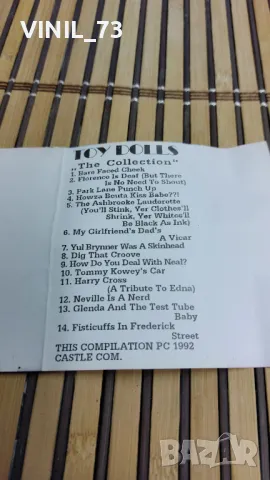 VINIL_73
TOY DOLLS
„The Collection"
1. Bare Faced Cheek
2. Florence Is Deaf (But There
Is No Need To Shout)
3. Park Lane Punch Up
4. Howza Bouta Kiss Babe??!
5. The Ashbrooke Launderette
(You'll Stink, Yer Clothes'll
Shrink, Yer Whites'll
Be Black as Ink)
6. My Girlfriend's Dad's
A Vicar
7. Yul Brynner Was A Skinhead
8. Dig That Groove
9. How Do You Deal With Neal?
10. Tommy Kowey's Car
11. Harry Cross
(A Tribute To Edna)
12. Neville Is A Nerd
13. Glenda And The Test Tube
Baby
14. Fisticuffs In Frederick
Street
THIS COMPILATION PC 1992
CASTLE COM.
bazar
БГ